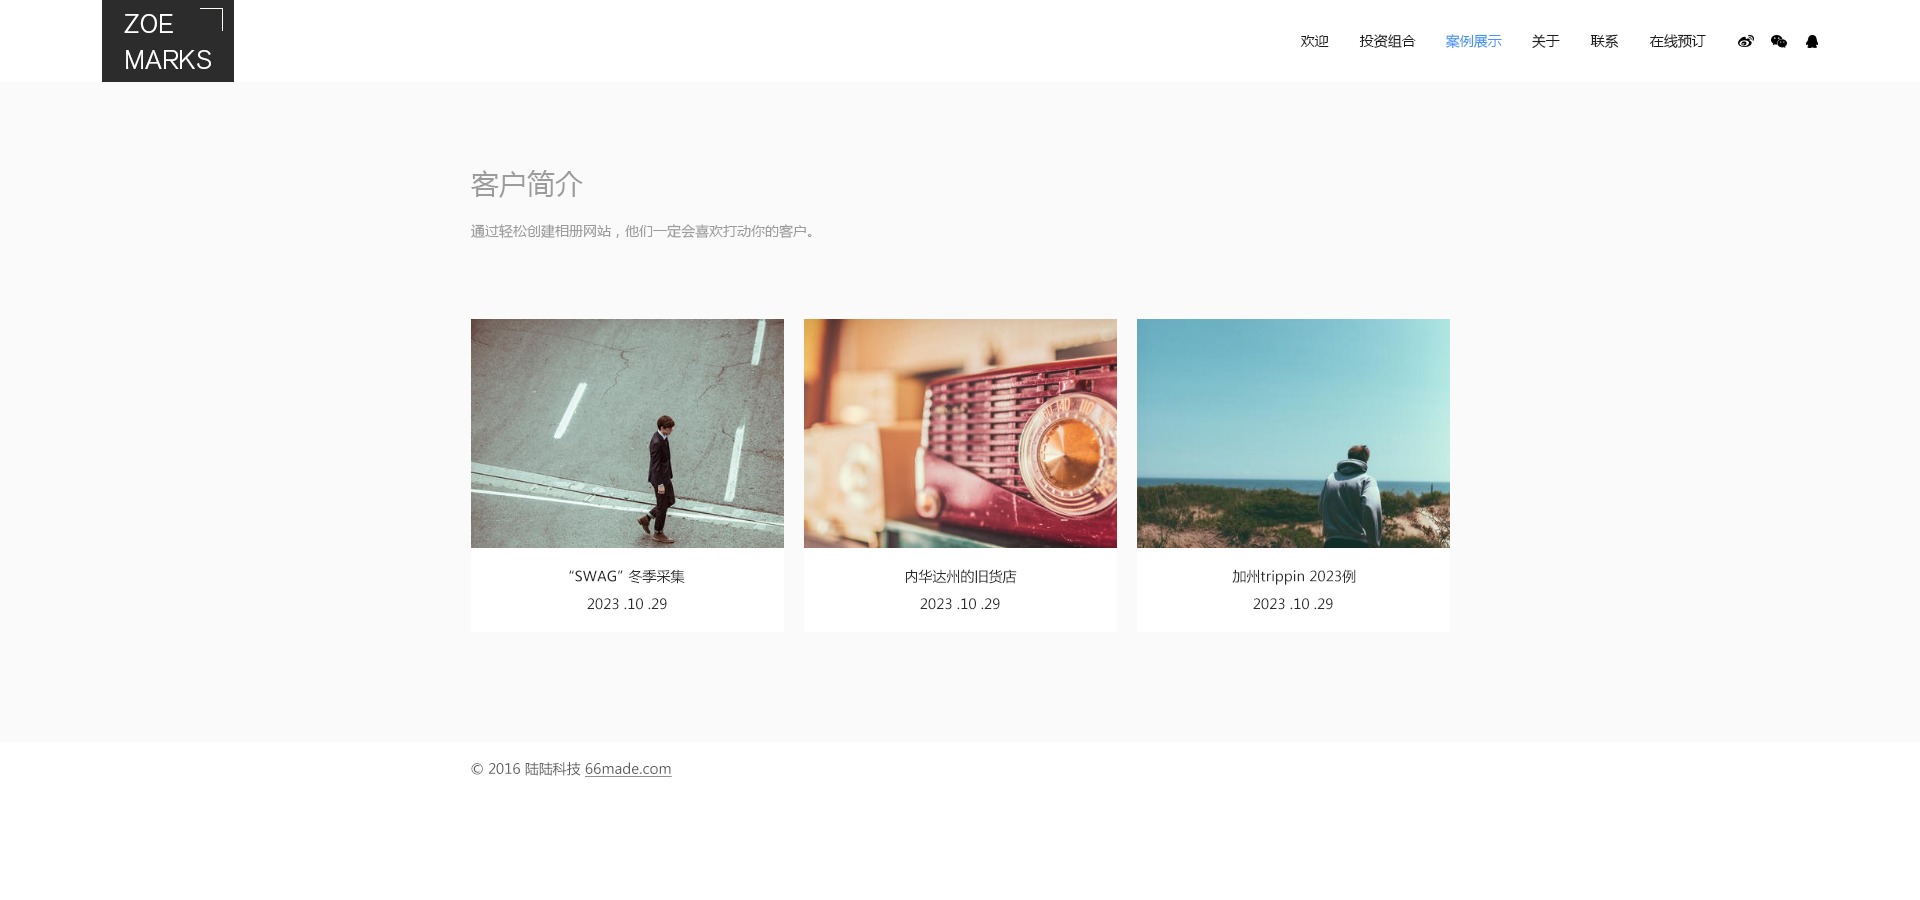 ZOE
MARKS
欢迎 投资组合 案例展示 关于 联系 在线预订
客户简介
通过轻松创建相册网站，他们一定会喜欢打动你的客户。
140 110
“SWAG” 冬季采集
2023 .10 .29
内华达州的旧货店
2023 .10 .29
加州trippin 2023例
2023 .10 .29
© 2016 陆陆科技 66made.com